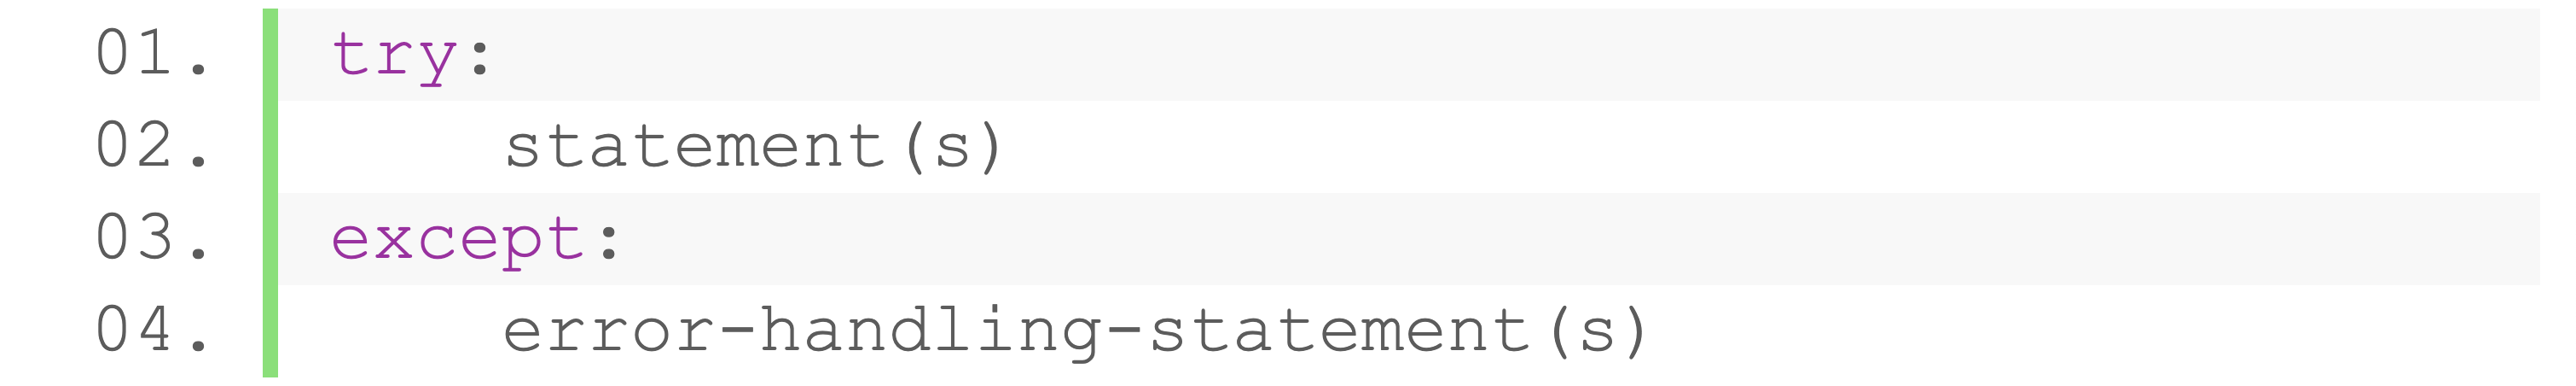 01. try:
02.     statement(s)
03. except:
04.     error-handling-statement(s)